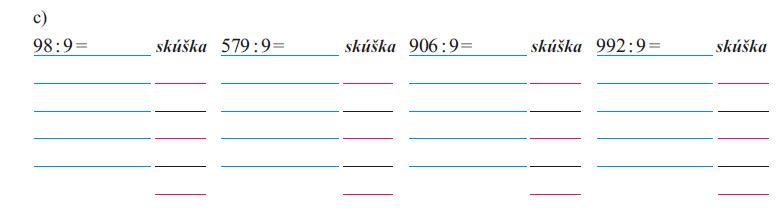 c)
98 : 9 = skúška 579 : 9 = skúška 906 : 9 = skúška 992 : 9 = skúška